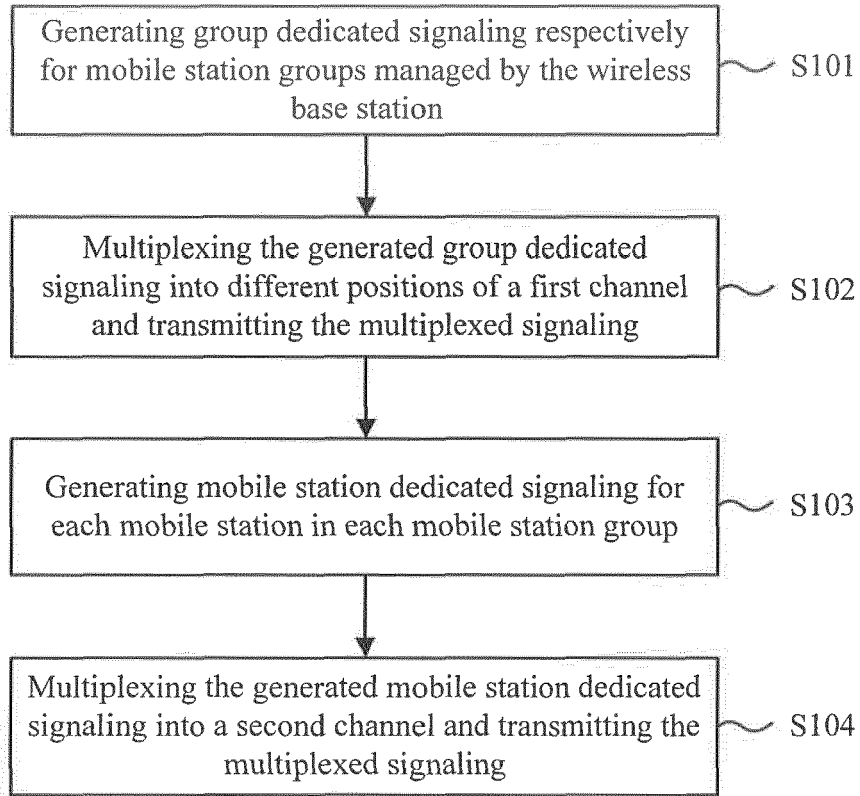 Generating group dedicated signaling respectively
for mobile station groups managed by the wireless
base station
S101
Multiplexing the generated group dedicated
signaling into different positions of a first channel
and transmitting the multiplexed signaling
S102
Generating mobile station dedicated signaling for
each mobile station in each mobile station group
S103
Multiplexing the generated mobile station dedicated
signaling into a second channel and transmitting the
multiplexed signaling
S104